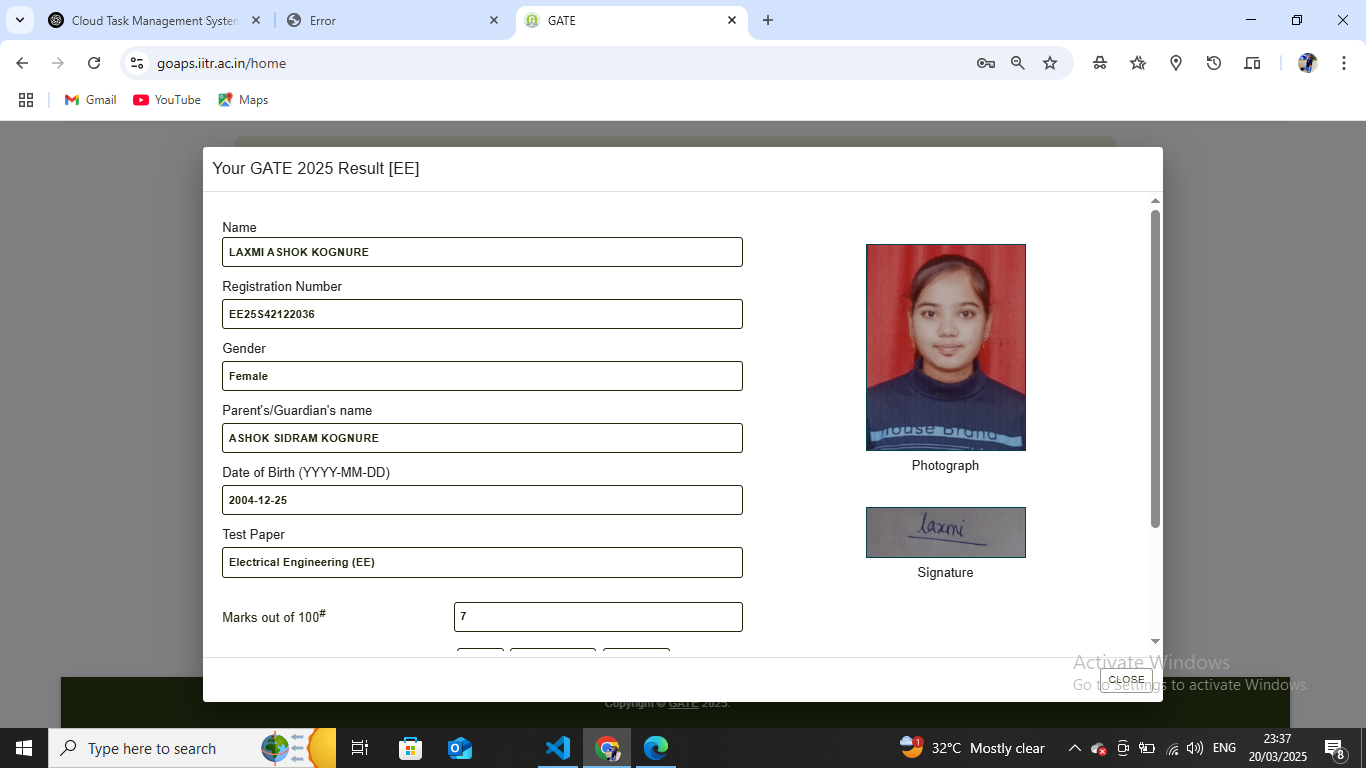 Cloud Task Management System
Error
GATE
goaps.iitr.ac.in/home
Gmail
YouTube
Maps
Your GATE 2025 Result [EE]
Name
LAXMI ASHOK KOGNURE
Registration Number
EE25S42122036
Gender
Female
Parent's/Guardian's name
ASHOK SIDRAM KOGNURE
Date of Birth (YYYY-MM-DD)
2004-12-25
Test Paper
Electrical Engineering (EE)
Marks out of 100#
7
House Brand
Photograph
laxmi
Signature
Activate Windows
Go to Settings to activate Windows.
CLOSE
Copyright © GATE 2025.
Type here to search
1
32°C Mostly clear
ENG
23:37
20/03/2025
8